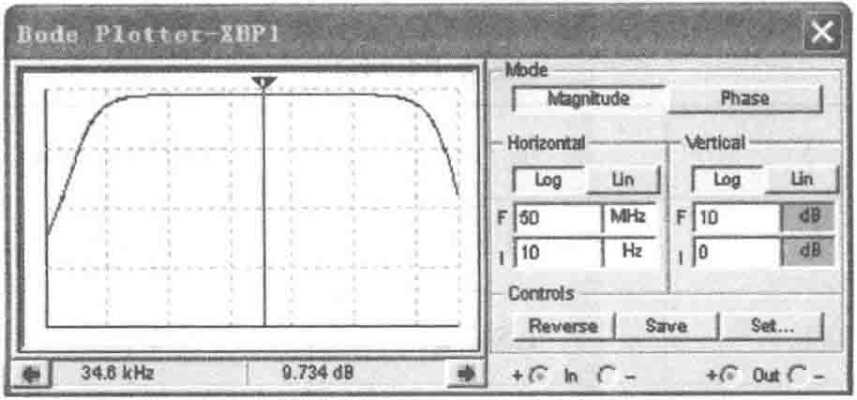 Bode Plotter-XBP1
Mode
Magnitude Phase
Horizontal
Log Lin
F 50 MHz
I 10 Hz
Vertical
Log Lin
F 10 dB
I 0 dB
Controls
Reverse Save Set...
34.6 kHz 9.734 dB
+ In - + Out -